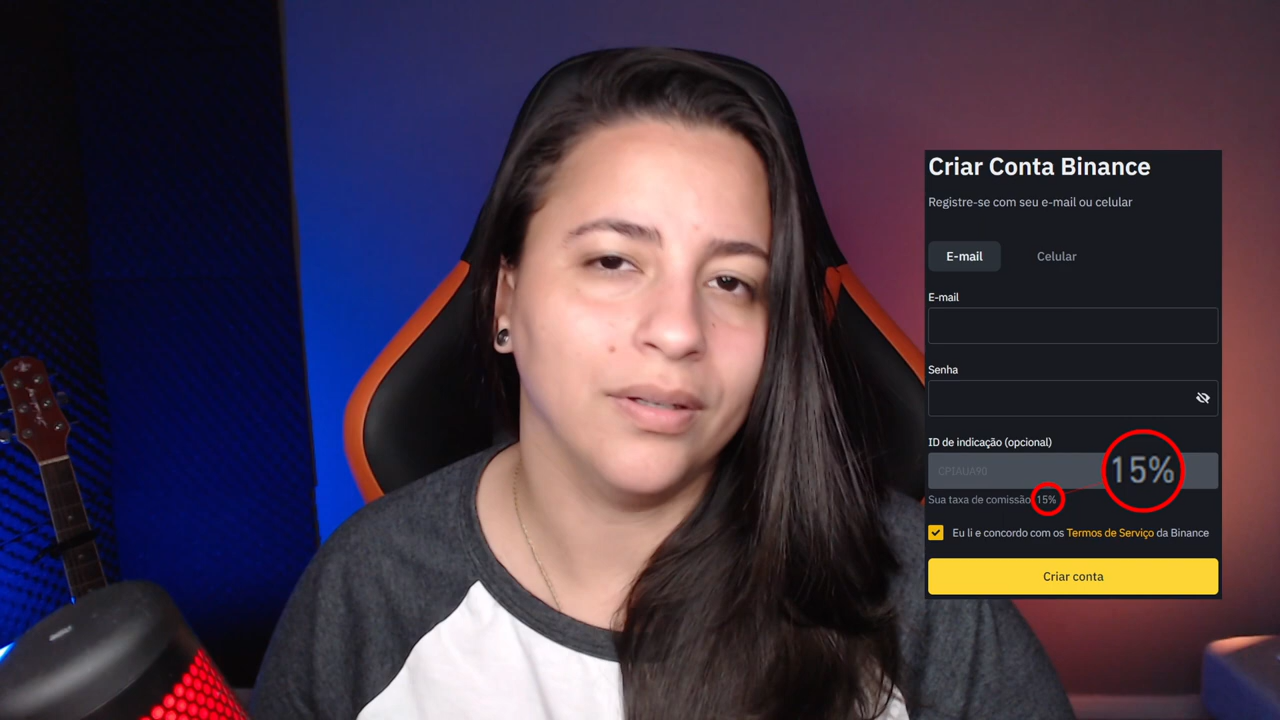 Criar Conta Binance
Registre-se com seu e-mail ou celular
E-mail
Celular
E-mail
Senha
ID de indicação (opcional)
CPIAUA90
15%
Sua taxa de comissão 15%
Eu li e concordo com os Termos de Serviço da Binance
Criar conta